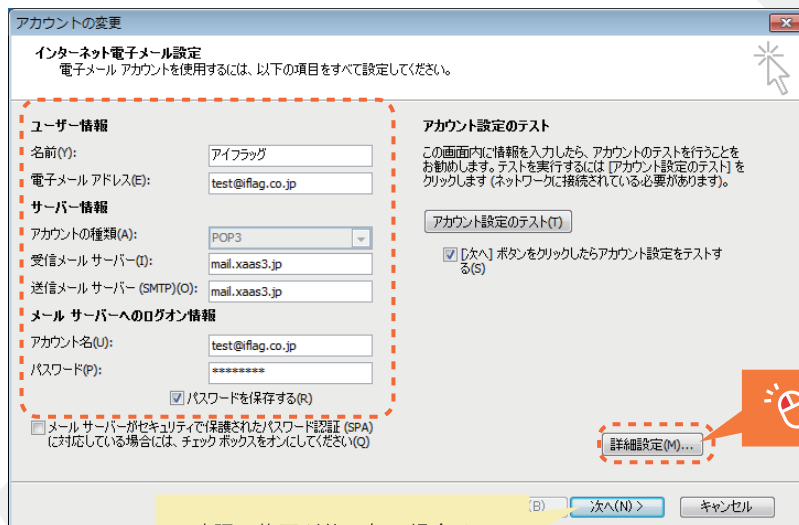 アカウントの変更
インターネット電子メール設定
電子メール アカウントを使用するには、以下の項目をすべて設定してください。
ユーザー情報
名前(Y):
アイフラッグ
電子メール アドレス(E):
test@iflag.co.jp
サーバー情報
アカウントの種類(A):
POP3
受信メール サーバー(I):
mail.xaas3.jp
送信メール サーバー (SMTP)(O):
mail.xaas3.jp
メール サーバーへのログオン情報
アカウント名(U):
test@iflag.co.jp
パスワード(P):
********
パスワードを保存する(R)
メール サーバーがセキュリティで保護されたパスワード認証 (SPA)
に対応している場合には、チェック ボックスをオンにしてください(Q)
アカウント設定のテスト
この画面内に情報を入力したら、アカウントのテストを行うことを
お勧めします。テストを実行するには [アカウント設定のテスト] を
クリックします (ネットワークに接続されている必要があります)。
アカウント設定のテスト(T)
[次へ] ボタンをクリックしたらアカウント設定をテストす
る(S)
詳細設定(M)...
(B)
次へ(N) >
キャンセル